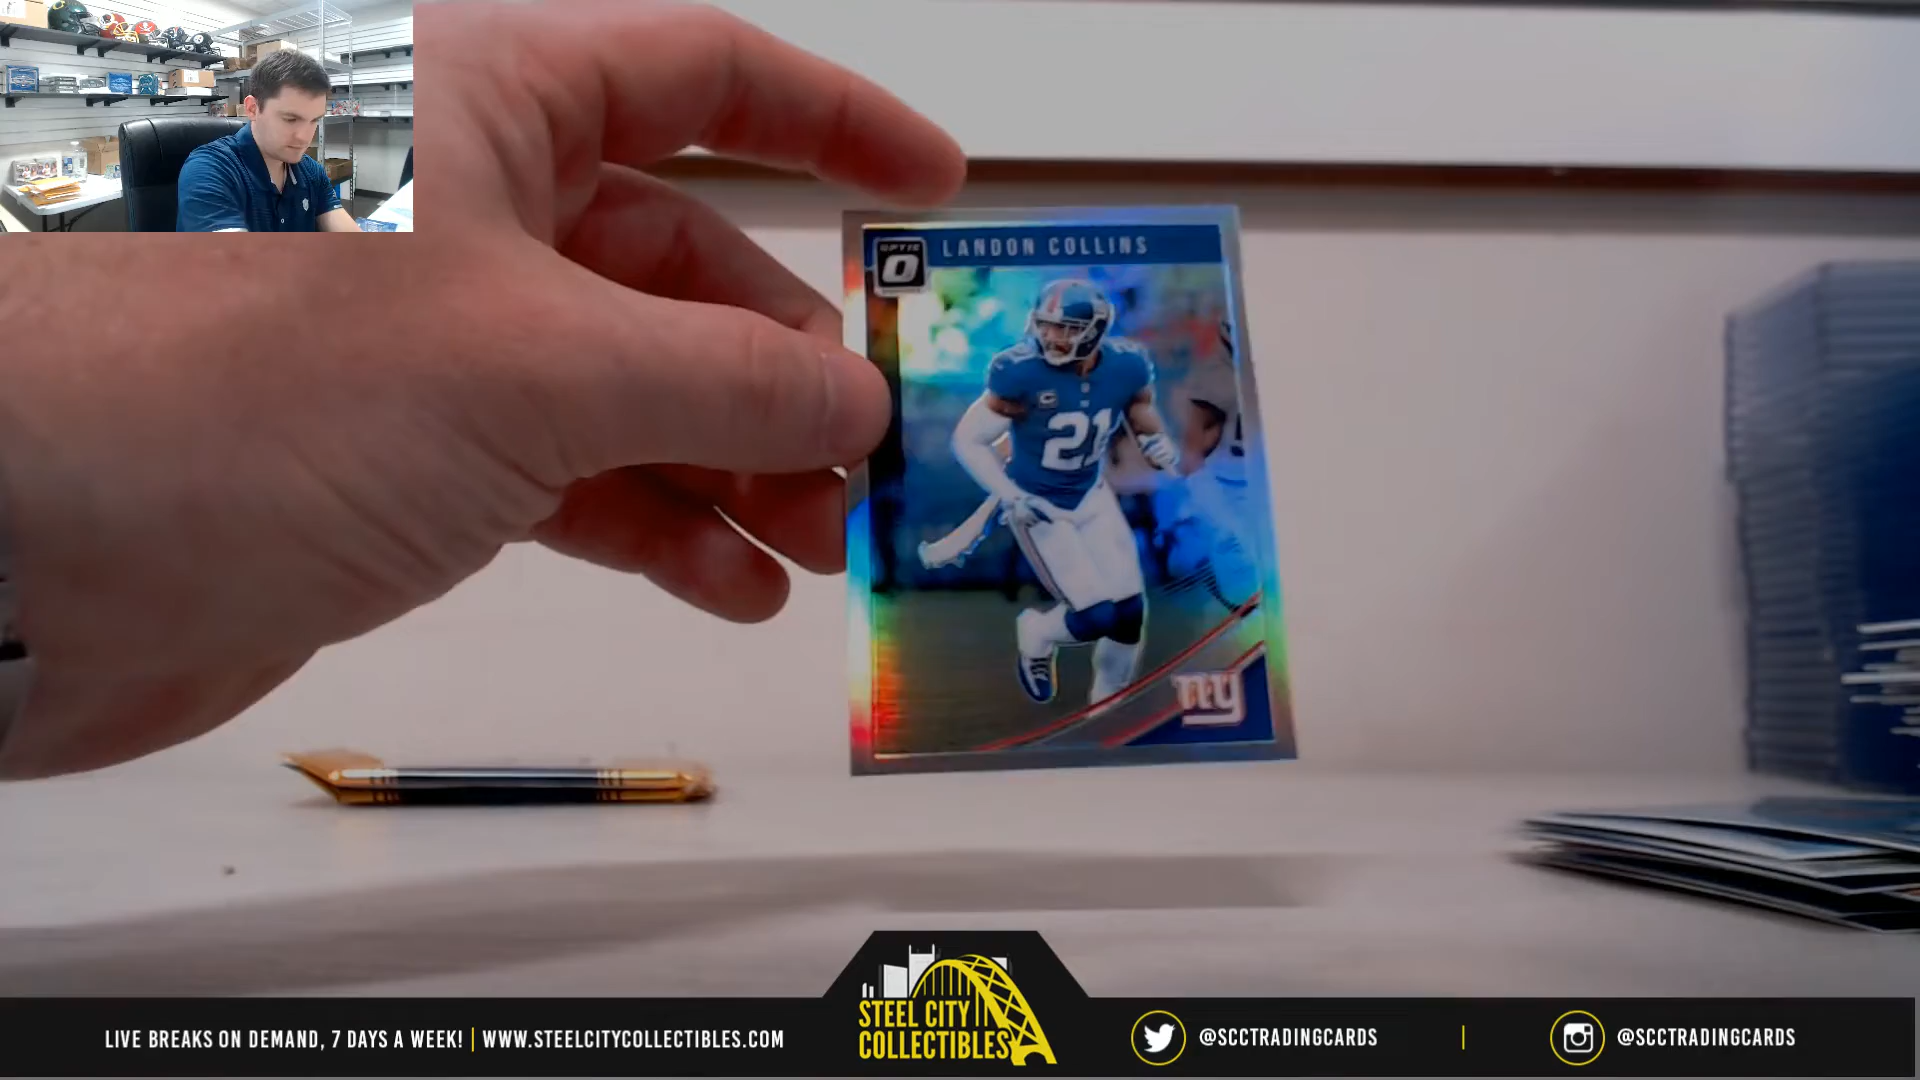 OPTIC
O
LANDON COLLINS
21
C
ny
LIVE BREAKS ON DEMAND, 7 DAYS A WEEK! | WWW.STEELCITYCOLLECTIBLES.COM
STEEL CITY
COLLECTIBLES
@SCCTRADINGCARDS
@SCCTRADINGCARDS